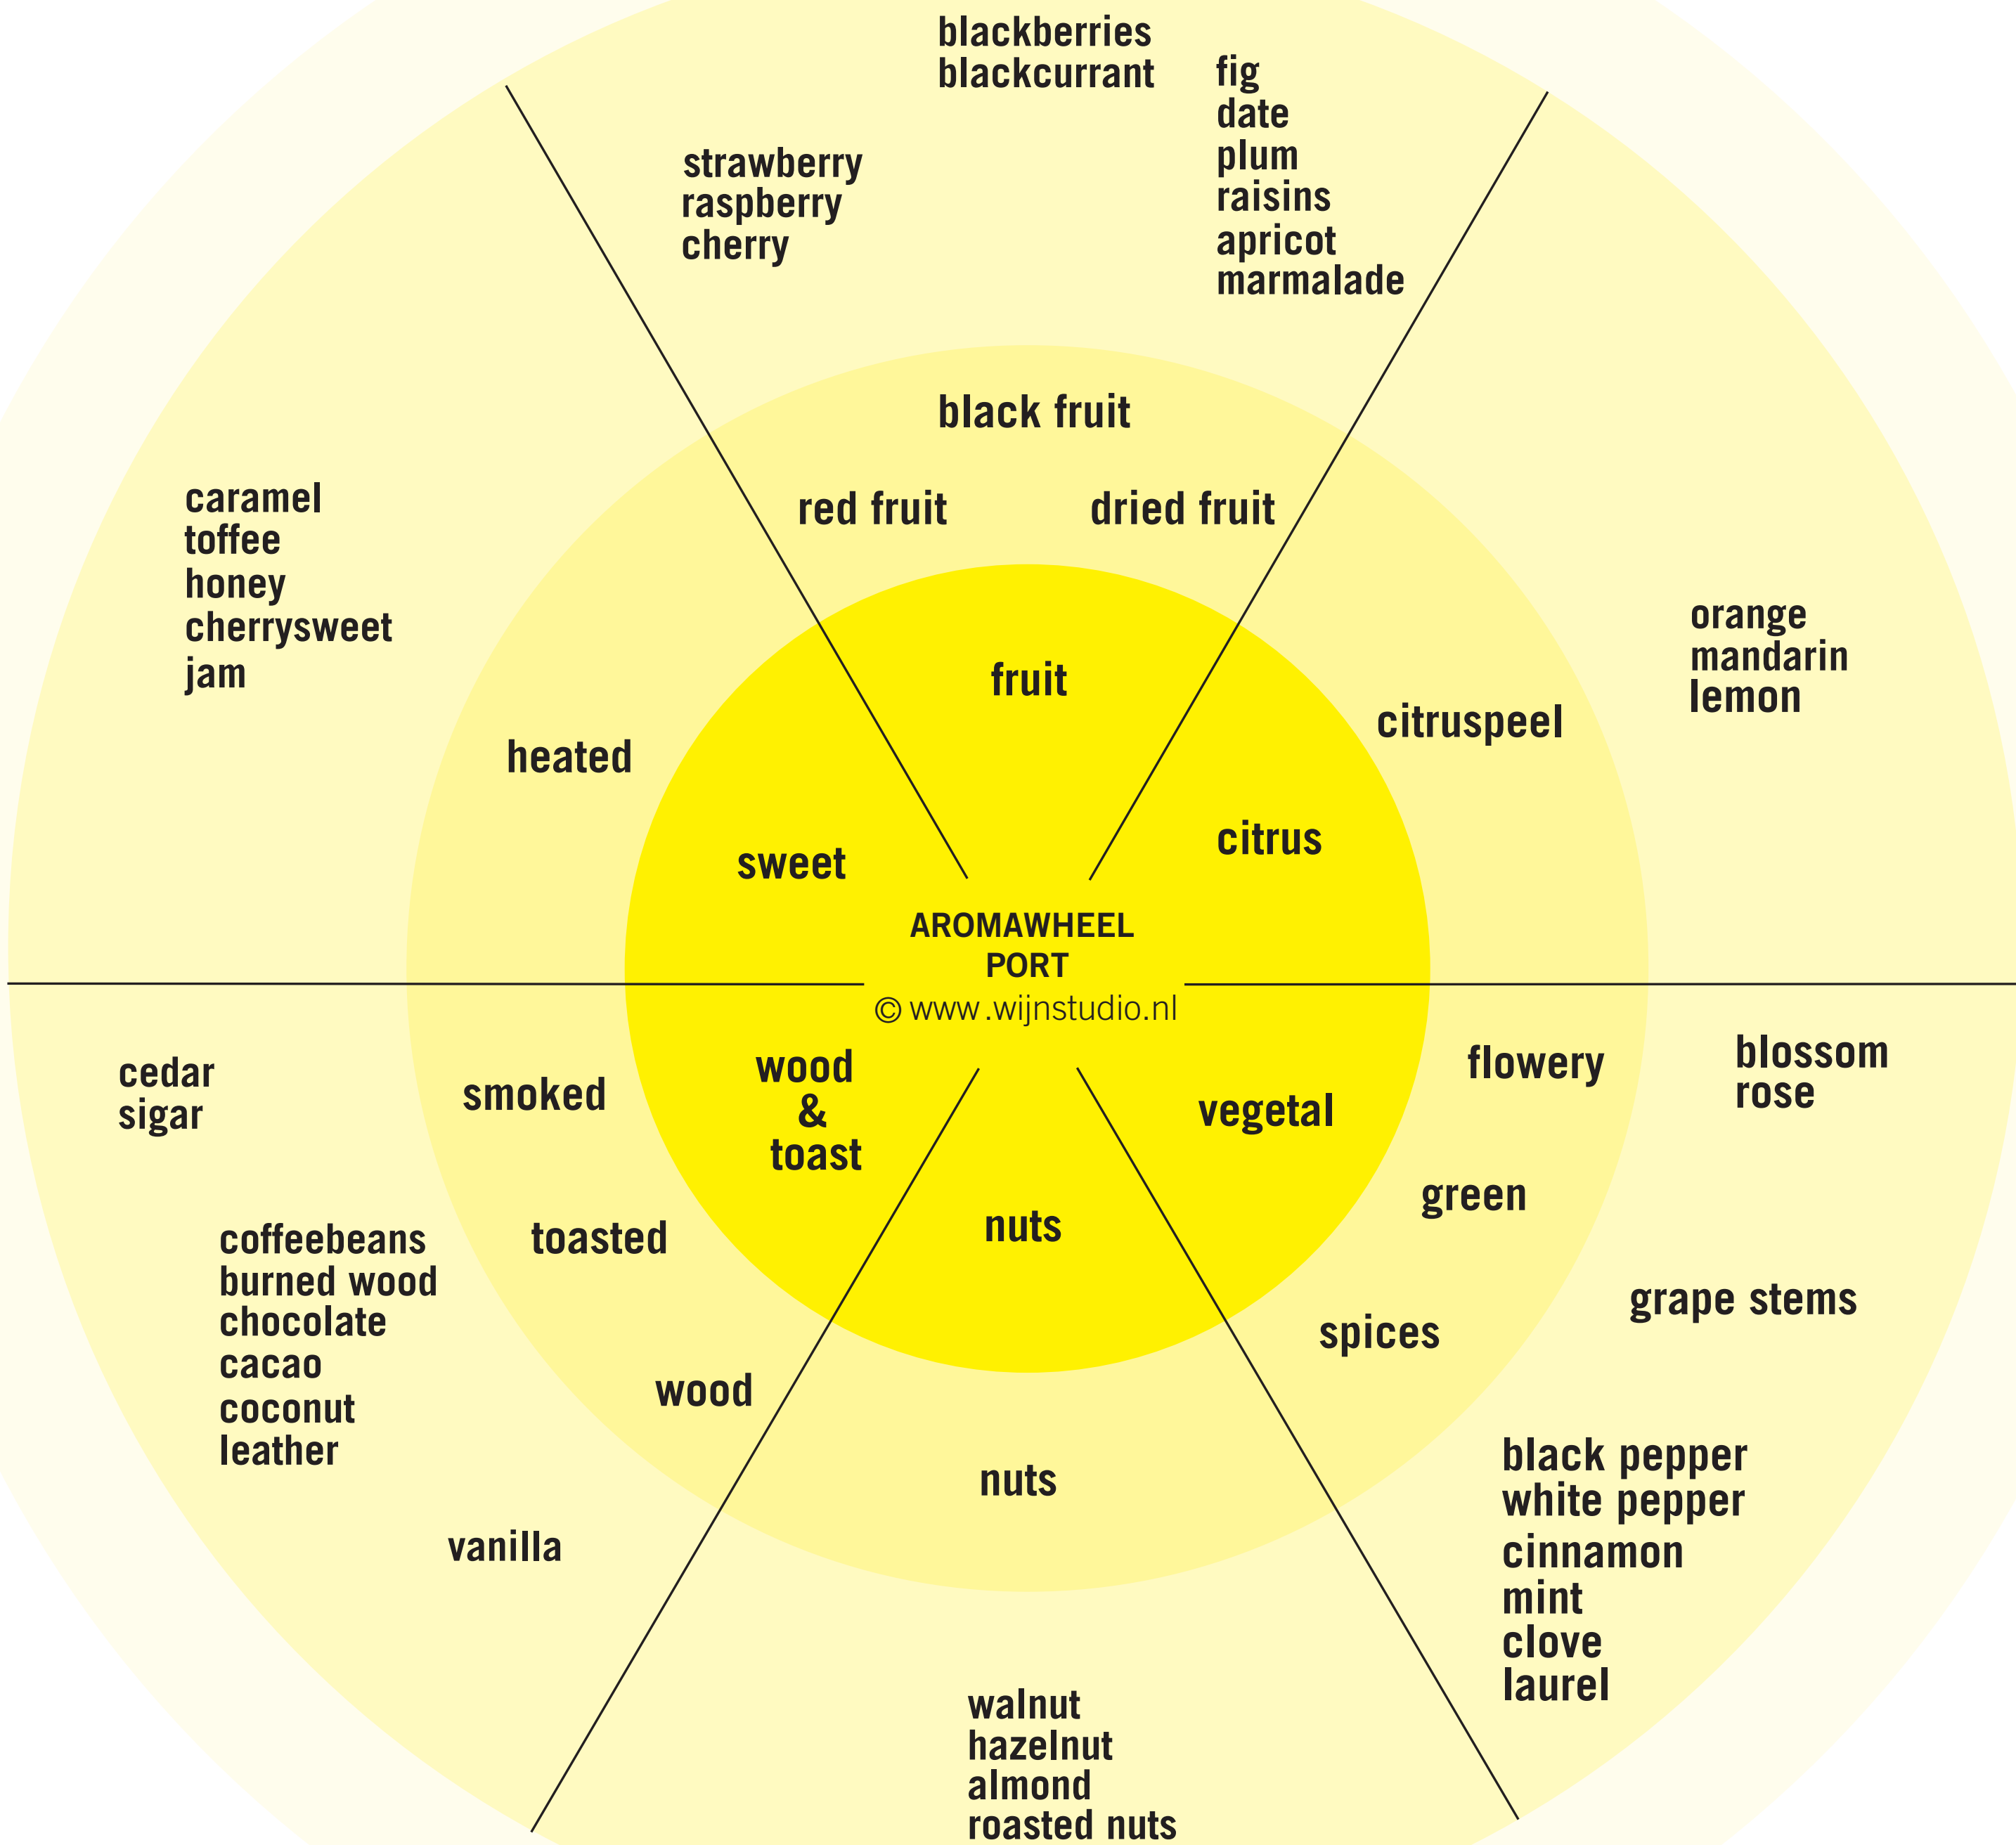 blackberries
blackcurrant
fig
date
plum
raisins
apricot
marmalade
strawberry
raspberry
cherry
black fruit
red fruit
dried fruit
fruit
caramel
toffee
honey
cherrysweet
jam
heated
sweet
orange
mandarin
lemon
citruspeel
citrus
AROMAWHEEL
PORT
© www.wijnstudio.nl
cedar
sigar
smoked
wood
&
toast
coffeebeans
burned wood
chocolate
cacao
coconut
leather
toasted
wood
vanilla
nuts
nuts
walnut
hazelnut
almond
roasted nuts
vegetal
flowery
blossom
rose
green
grape stems
spices
black pepper
white pepper
cinnamon
mint
clove
laurel